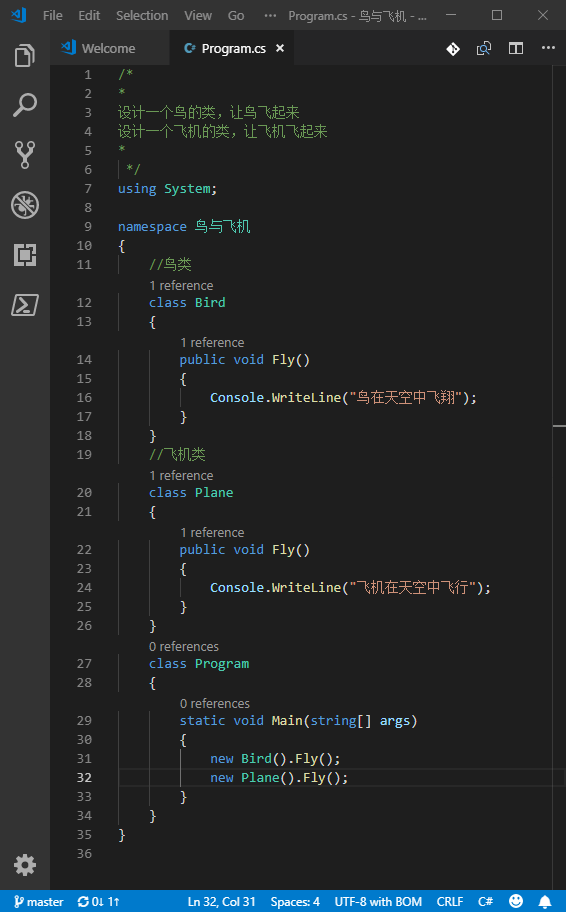 File Edit Selection View Go ··· Program.cs - 鸟与飞机 - ...
Welcome Program.cs
1 /*
2 *
3 设计一个鸟的类，让鸟飞起来
4 设计一个飞机的类，让飞机飞起来
5 *
6 */
7 using System;
8
9 namespace 鸟与飞机
10 {
11 //鸟类
1 reference
12 class Bird
13 {
1 reference
14 public void Fly()
15 {
16 Console.WriteLine("鸟在天空中飞翔");
17 }
18 }
19 //飞机类
1 reference
20 class Plane
21 {
1 reference
22 public void Fly()
23 {
24 Console.WriteLine("飞机在天空中飞行");
25 }
26 }
0 references
27 class Program
28 {
0 references
29 static void Main(string[] args)
30 {
31 new Bird().Fly();
32 new Plane().Fly();
33 }
34 }
35 }
36
master 0↓ 1↑ Ln 32, Col 31 Spaces: 4 UTF-8 with BOM CRLF C#